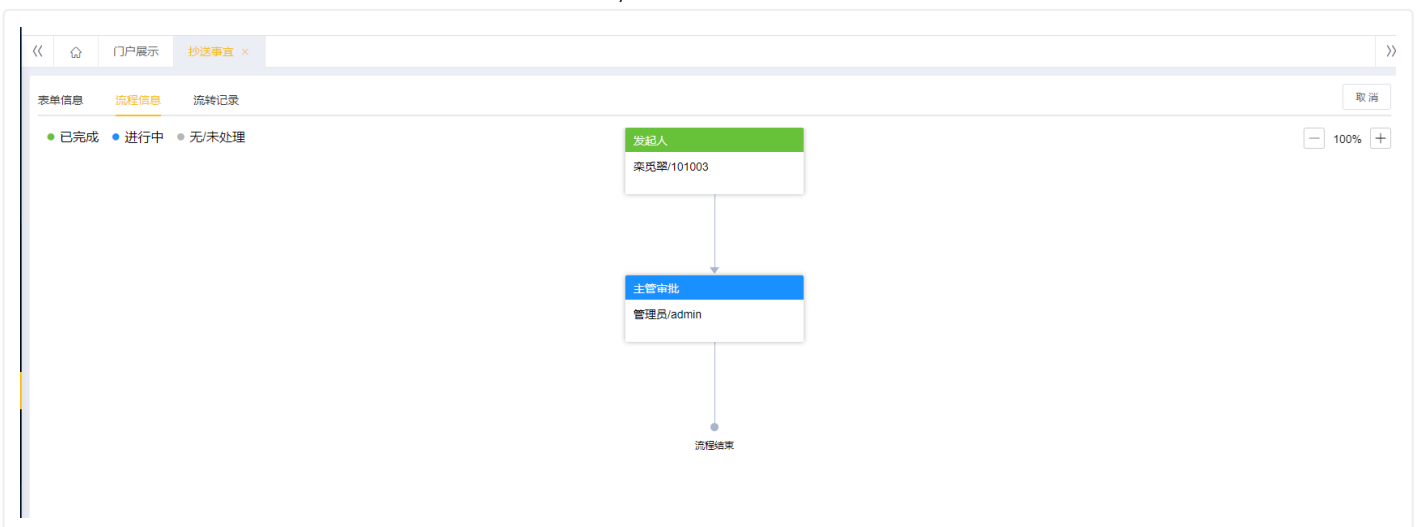 门户展示 抄送事宜 ×
表单信息 流程信息 流转记录 取消
已完成 进行中 无/未处理 100%
发起人
栾觅翠/101003
主管审批
管理员/admin
流程结束